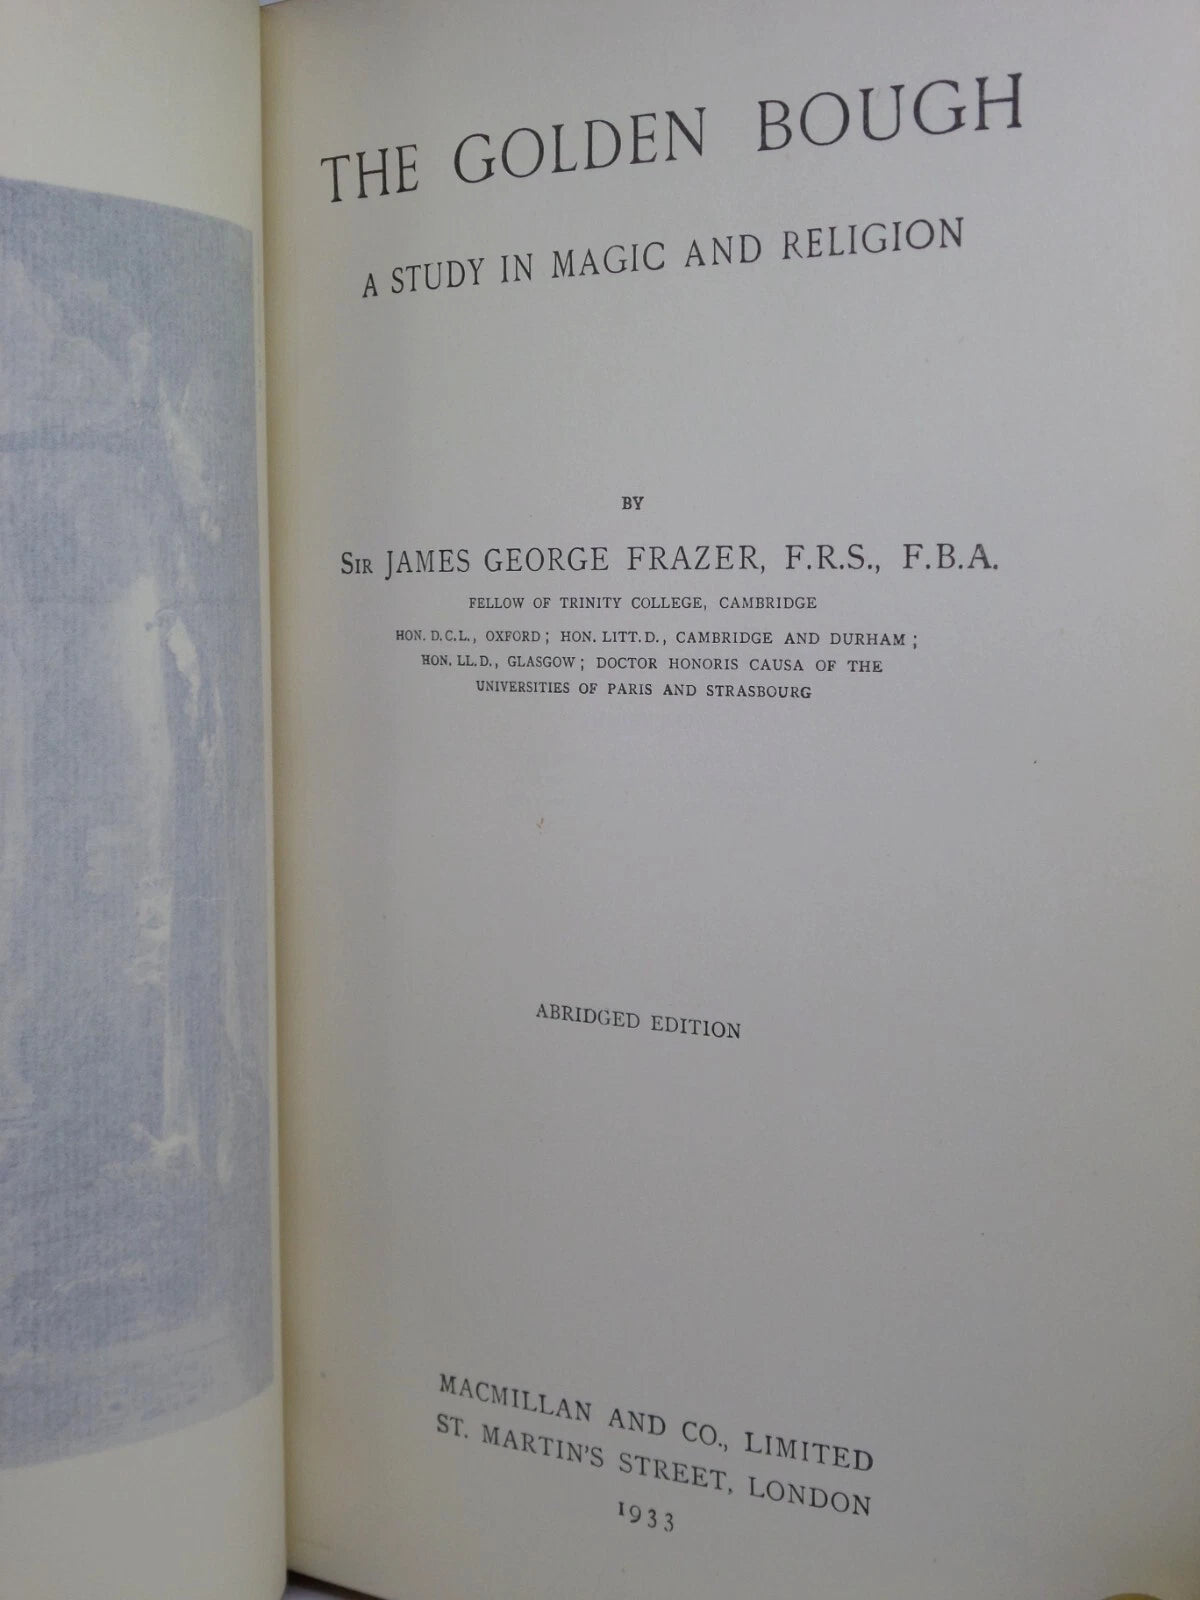 THE GOLDEN BOUGH
A STUDY IN MAGIC AND RELIGION
BY
SIR JAMES GEORGE FRAZER, F.R.S., F.B.A.
FELLOW OF TRINITY COLLEGE, CAMBRIDGE
HON. D.C.L., OXFORD; HON. LITT.D., CAMBRIDGE AND DURHAM;
HON. LL.D., GLASGOW; DOCTOR HONORIS CAUSA OF THE
UNIVERSITIES OF PARIS AND STRASBOURG
ABRIDGED EDITION
MACMILLAN AND CO., LIMITED
ST. MARTIN'S STREET, LONDON
1933